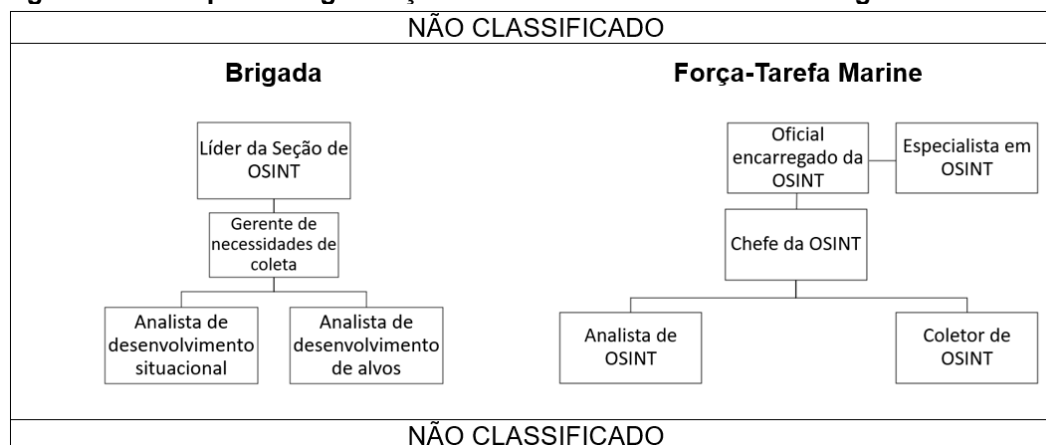 NÃO CLASSIFICADO
Brigada
Líder da Seção de
OSINT
Gerente de
necessidades de
coleta
Analista de
desenvolvimento
situacional
Analista de
desenvolvimento
de alvos
Força-Tarefa Marine
Oficial
encarregado da
OSINT
Especialista em
OSINT
Chefe da OSINT
Analista de
OSINT
Coletor de
OSINT
NÃO CLASSIFICADO